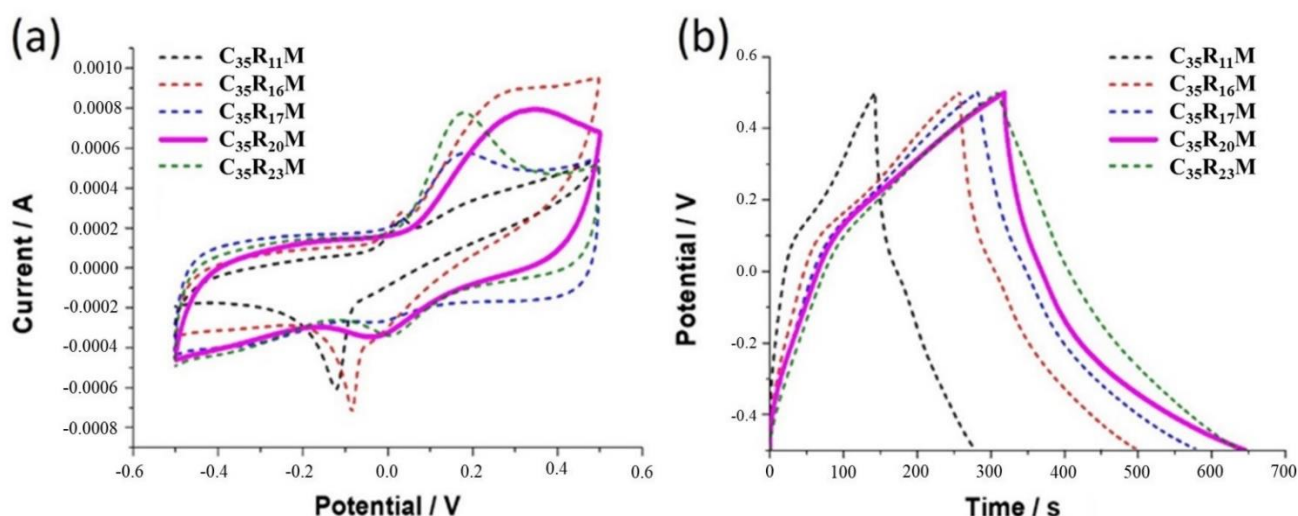 (a)
C₃₅R₁₁M
C₃₅R₁₆M
C₃₅R₁₇M
C₃₅R₂₀M
C₃₅R₂₃M
0.0010
0.0008
0.0006
0.0004
0.0002
0.0000
-0.0002
-0.0004
-0.0006
-0.0008
Current / A
-0.6 -0.4 -0.2 0.0 0.2 0.4 0.6
Potential / V
(b)
C₃₅R₁₁M
C₃₅R₁₆M
C₃₅R₁₇M
C₃₅R₂₀M
C₃₅R₂₃M
0.6
0.4
0.2
0.0
-0.2
-0.4
Potential / V
0 100 200 300 400 500 600 700
Time / s